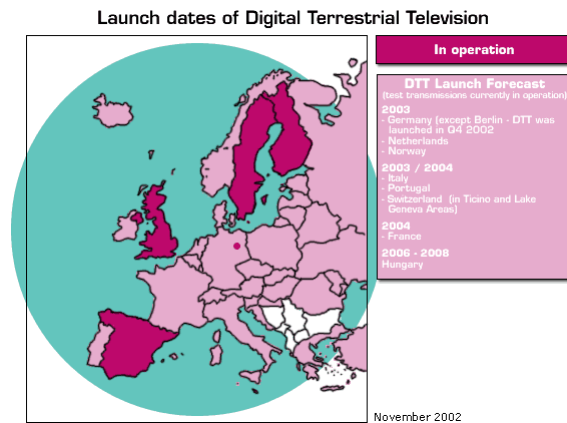 Launch dates of Digital Terrestrial Television
In operation
DTT Launch Forecast
(test transmissions currently in operation)
2003
- Germany (except Berlin - DTT was
launched in Q4 2002
- Netherlands
- Norway
2003 / 2004
- Italy
- Portugal
- Switzerland (in Ticino and Lake
Geneva Areas)
2004
- France
2006 - 2008
Hungary
November 2002